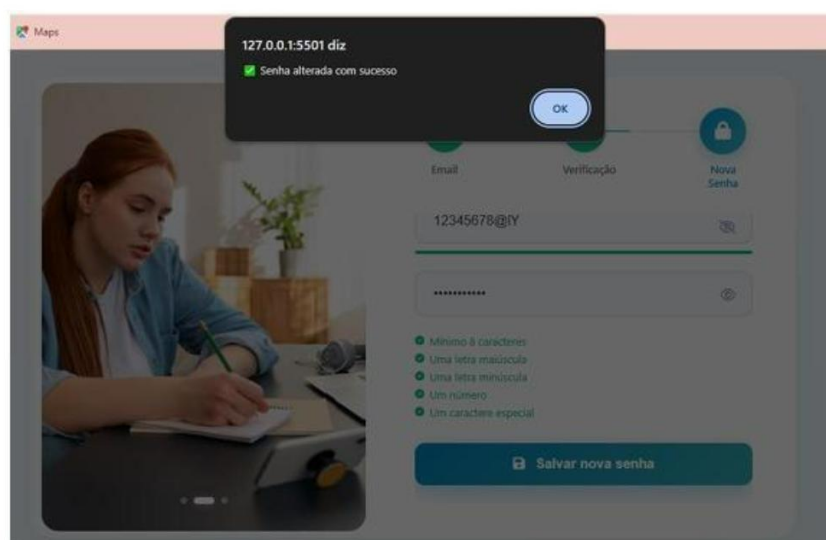 Maps
127.0.0.1:5501 diz
Senha alterada com sucesso
OK
Email
Verificação
Nova
Senha
12345678@lY
Mínimo 8 caracteres
Uma letra maiúscula
Uma letra minúscula
Um número
Um caractere especial
Salvar nova senha